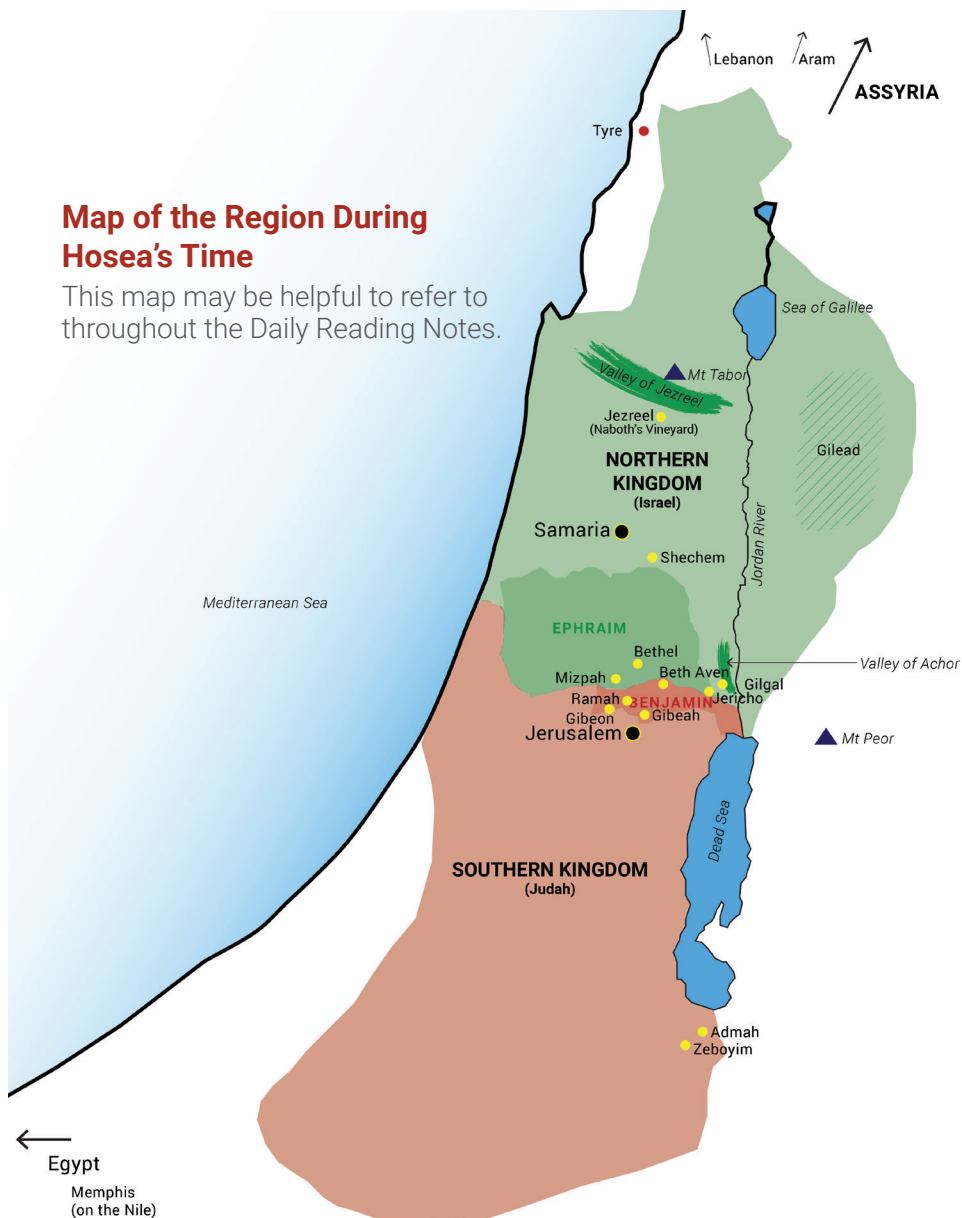 Lebanon
Aram
ASSYRIA
Tyre
Map of the Region During
Hosea's Time
This map may be helpful to refer to
throughout the Daily Reading Notes.
Sea of Galilee
Valley of Jezreel
Mt Tabor
Jezreel
(Naboth's Vineyard)
Gilead
NORTHERN
KINGDOM
(Israel)
Samaria
Shechem
Jordan River
Mediterranean Sea
EPHRAIM
Bethel
Valley of Achor
Mizpah
Beth Aven
Gilgal
Jericho
Ramah
BENJAMIN
Gibeon
Gibeah
Jerusalem
Mt Peor
Dead Sea
SOUTHERN KINGDOM
(Judah)
Admah
Zeboyim
Egypt
Memphis
(on the Nile)